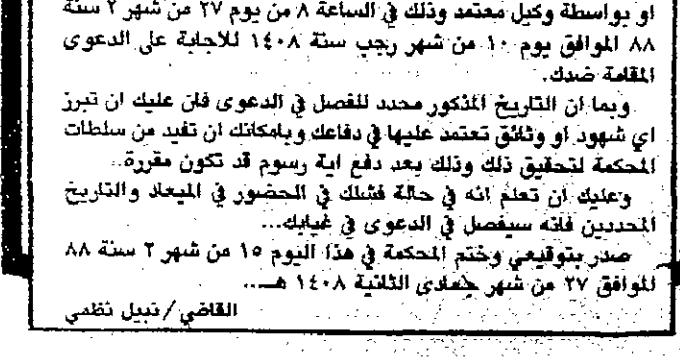 او بواسطة وكيل معتمد وذلك في الساعة ٨ من يوم ٢٧ من شهر ٢ سنة
٨٨ الموافق يوم ١٠ من شهر رجب سنة ١٤٠٨ للاجابة على الدعوى
المقامة ضدك.
وبما ان التاريخ المذكور محدد للفصل في الدعوى فان عليك ان تبرز
اي شهود او وثائق تعتمد عليها في دفاعك وبامكانك ان تفيد من سلطات
المحكمة لتحقيق ذلك وذلك بعد دفع اية رسوم قد تكون مقررة..
وعليك ان تعلم انه في حالة فشلك في الحضور في الميعاد والتاريخ
المحددين فانه سيفصل في الدعوى في غيابك...
صدر بتوقيعي وختم المحكمة في هذا اليوم ١٥ من شهر ٢ سنة ٨٨
الموافق ٢٧ من شهر جمادى الثانية ١٤٠٨ هـ...
القاضي/نبيل نظمي